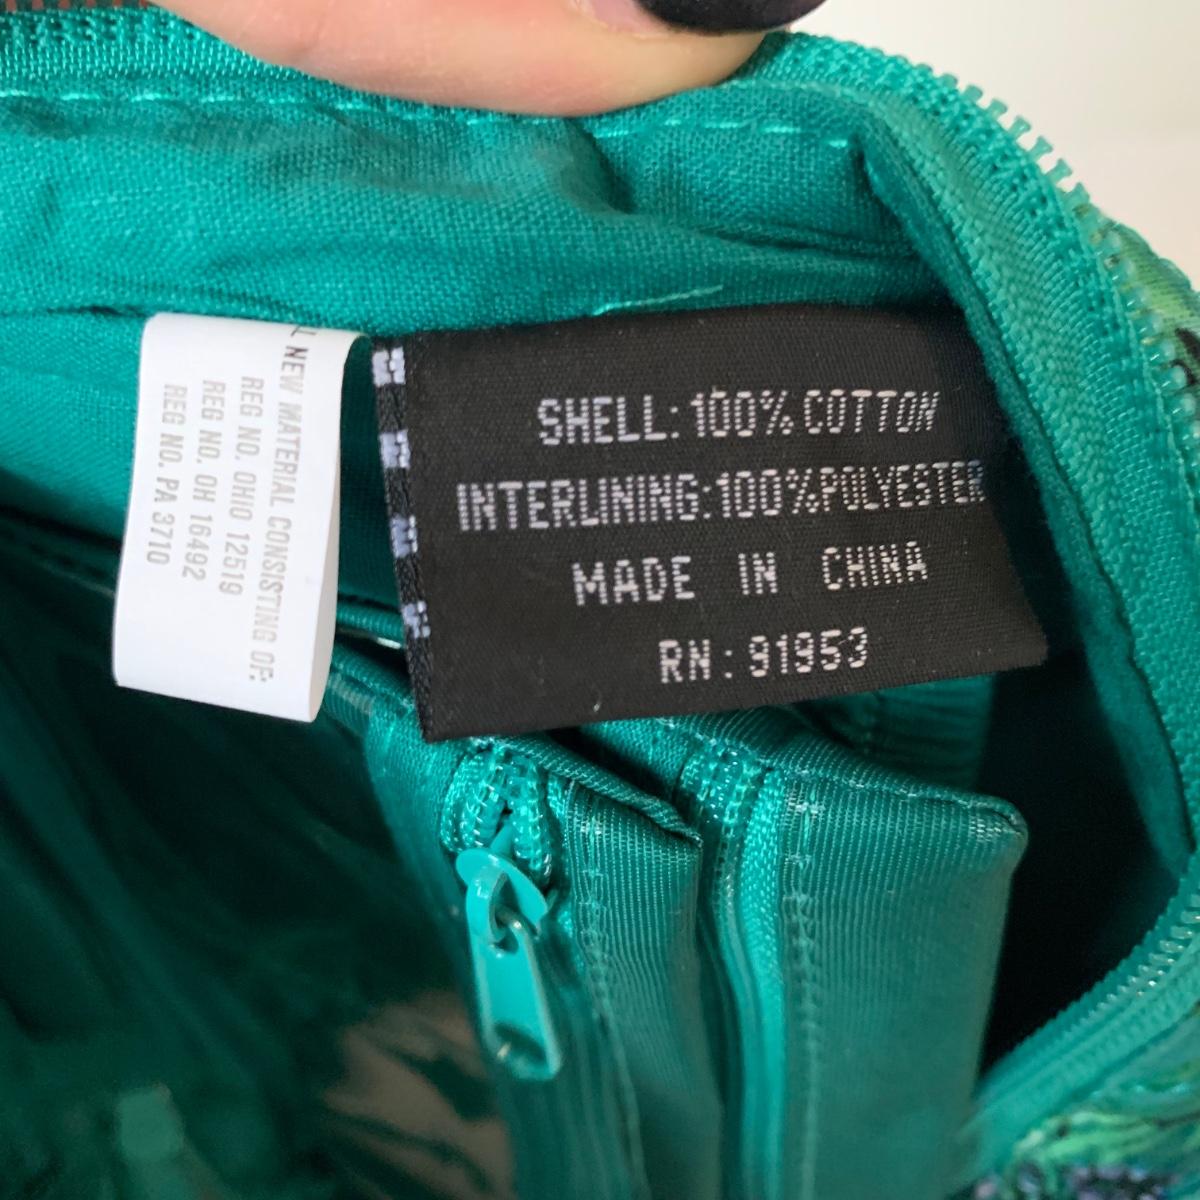 NEW MATERIAL CONSISTING OF:
REG NO. OHIO 12519
REG NO. OH 16492
REG NO. PA 3710
SHELL: 100% COTTON
INTERLINING: 100% POLYESTER
MADE IN CHINA
RN: 91953